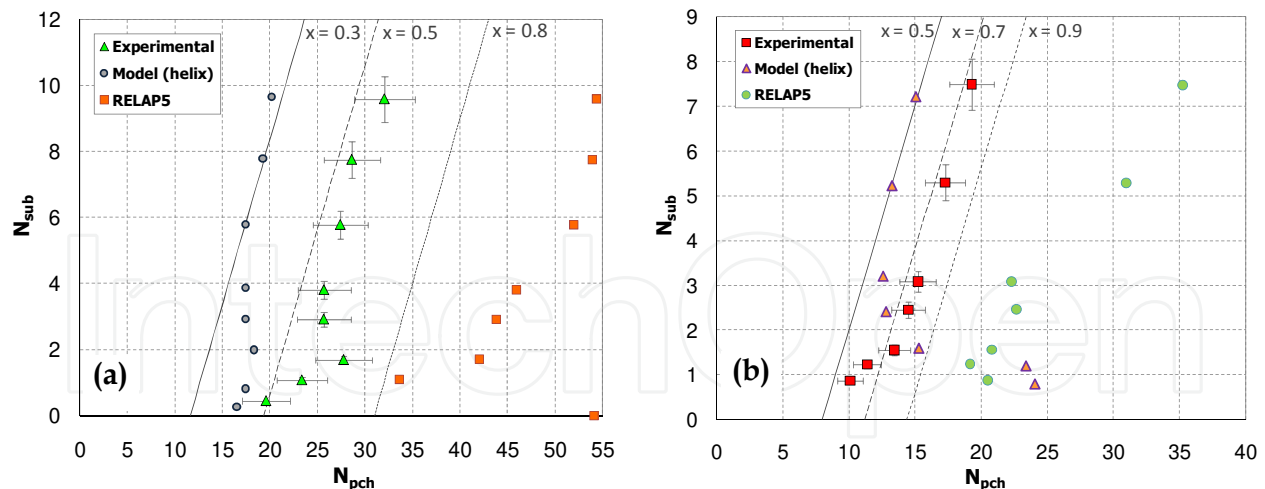 12
10
8
6
4
2
0
N_sub
x = 0.3
x = 0.5
x = 0.8
Experimental
Model (helix)
RELAP5
(a)
0 10 15 20 25 30 35 40 45 50 55
N_pch
9
8
7
6
5
4
3
2
1
0
N_sub
x = 0.5
x = 0.7
x = 0.9
Experimental
Model (helix)
RELAP5
(b)
0 10 15 20 25 30 35 40
N_pch
IntechOpen